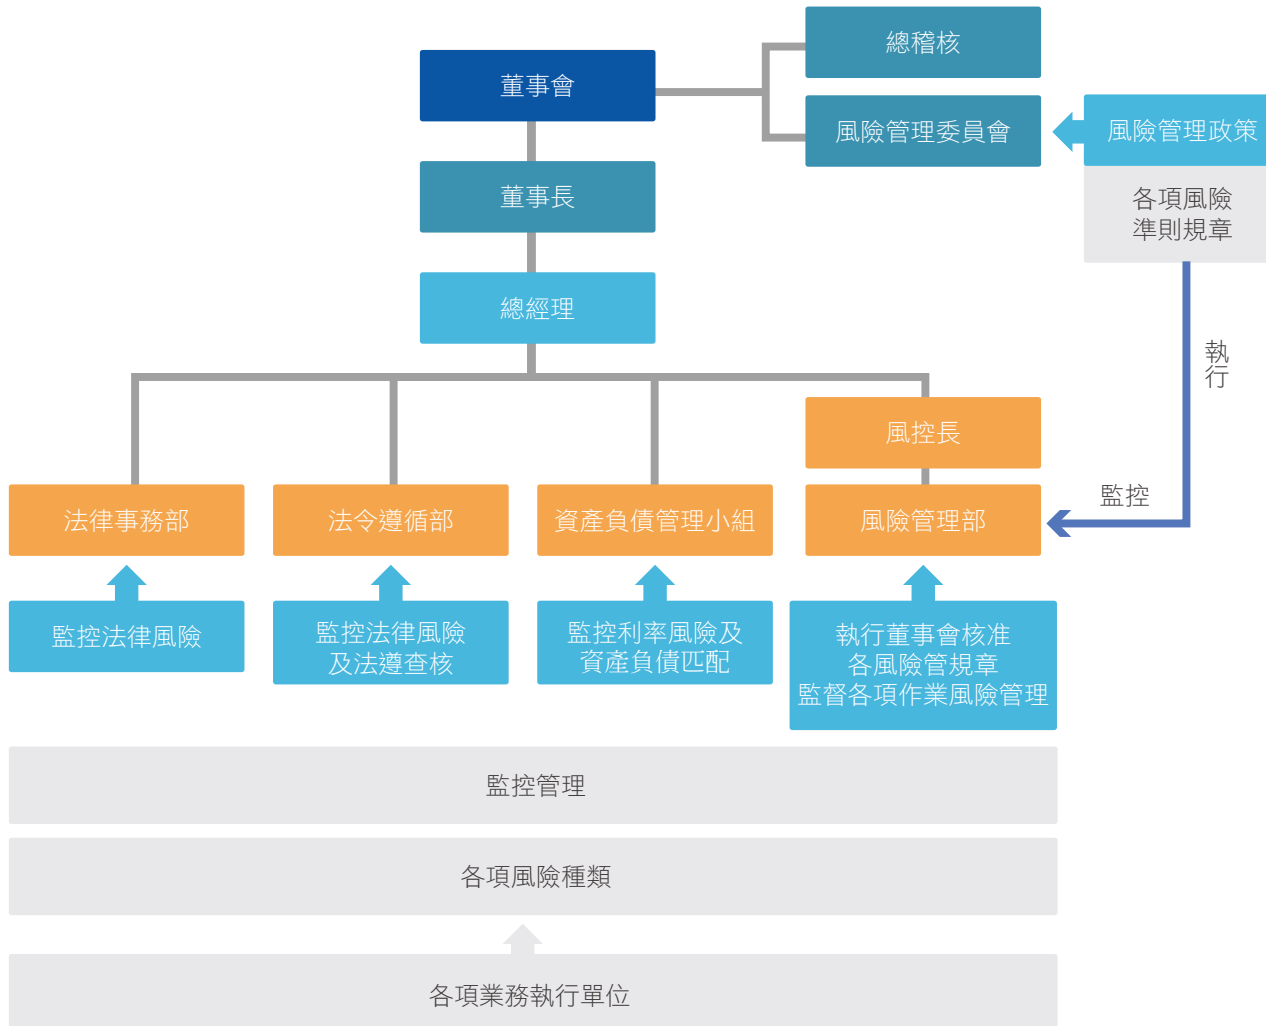 總稽核
董事會
風險管理委員會
風險管理政策
董事長
各項風險
準則規章
總經理
執行
風控長
監控
法律事務部
法令遵循部
資產負債管理小組
風險管理部
監控法律風險
監控法律風險
及法遵查核
監控利率風險及
資產負債匹配
執行董事會核准
各風險管規章
監督各項作業風險管理
監控管理
各項風險種類
各項業務執行單位